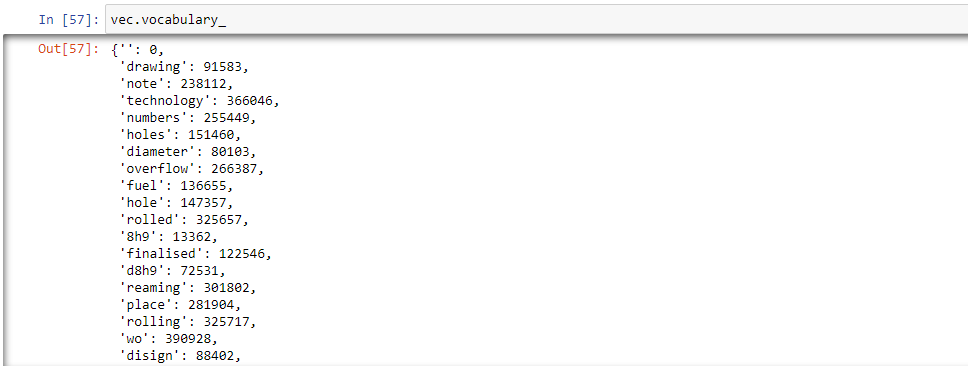 In [57]: vec.vocabulary_
Out[57]: {'': 0,
'drawing': 91583,
'note': 238112,
'technology': 366046,
'numbers': 255449,
'holes': 151460,
'diameter': 80103,
'overflow': 266387,
'fuel': 136655,
'hole': 147357,
'rolled': 325657,
'8h9': 13362,
'finalised': 122546,
'd8h9': 72531,
'reaming': 301802,
'place': 281904,
'rolling': 325717,
'wo': 390928,
'disign': 88402,